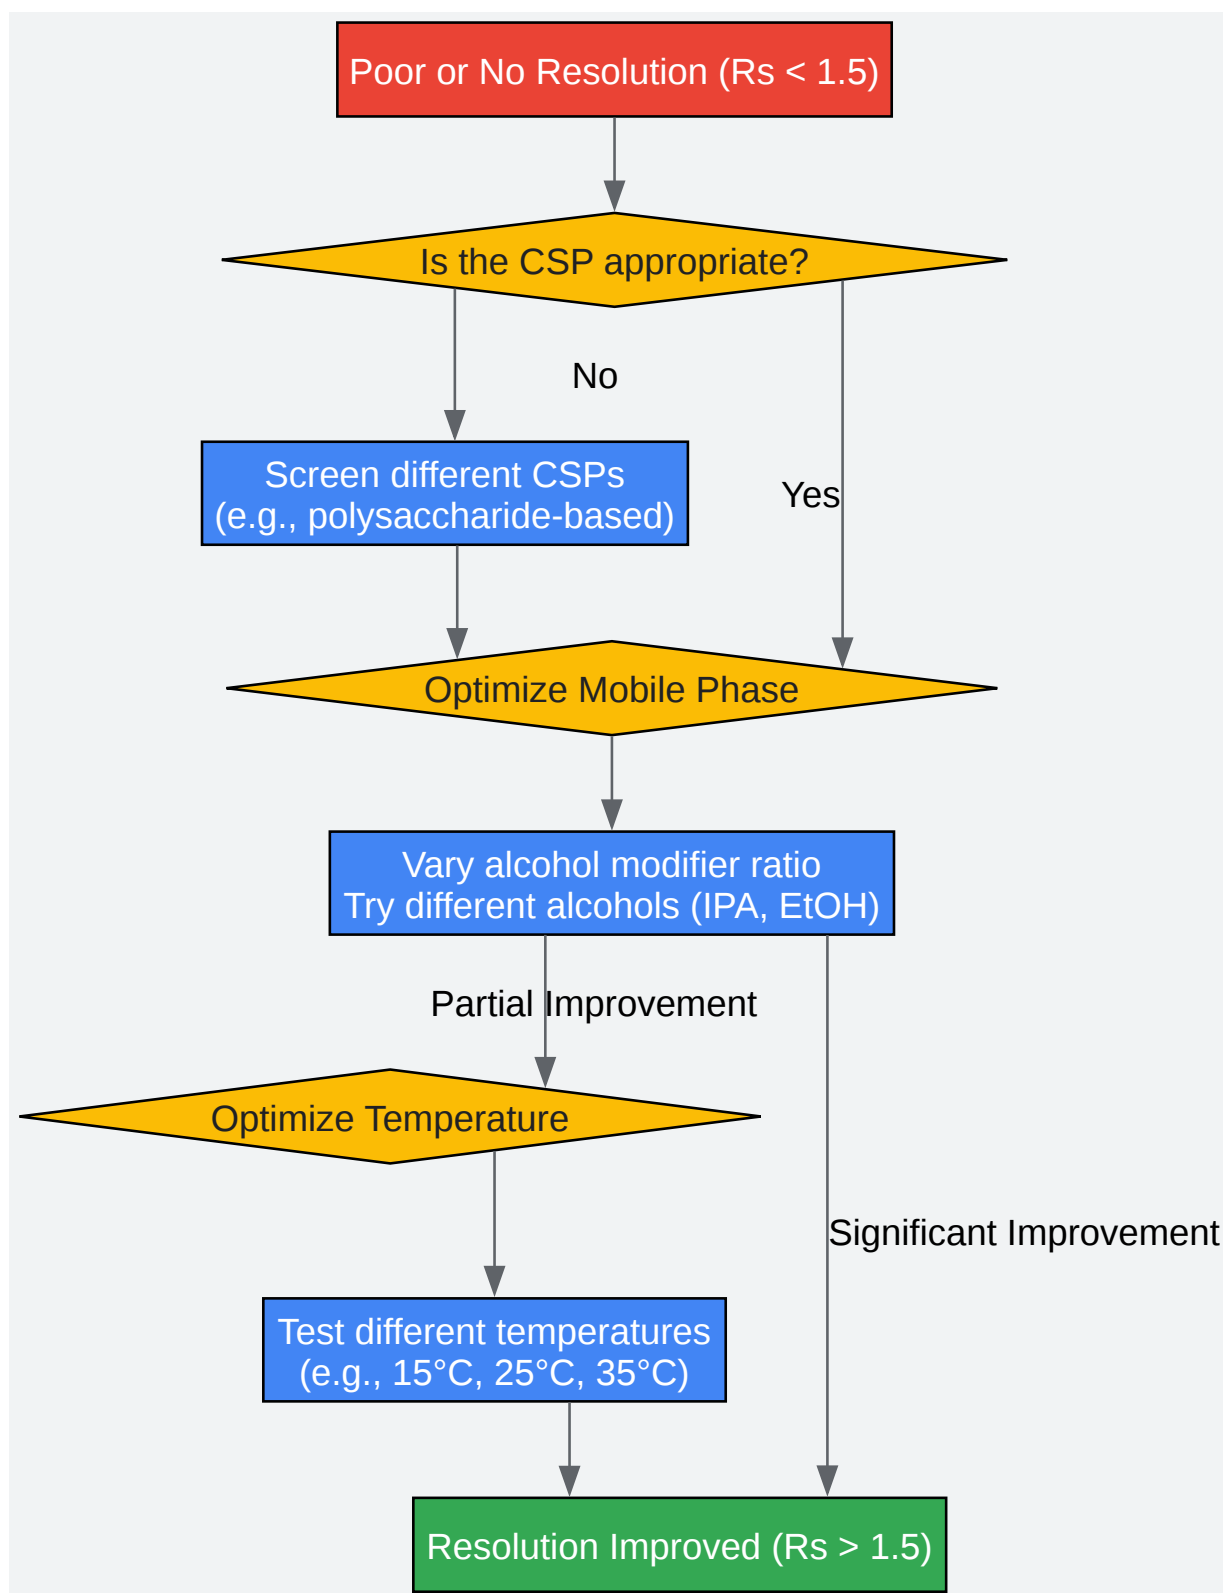 Poor or No Resolution (Rs < 1.5)
Is the CSP appropriate?
No
Screen different CSPs
(e.g., polysaccharide-based)
Yes
Optimize Mobile Phase
Vary alcohol modifier ratio
Try different alcohols (IPA, EtOH)
Partial Improvement
Optimize Temperature
Significant Improvement
Test different temperatures
(e.g., 15°C, 25°C, 35°C)
Resolution Improved (Rs > 1.5)